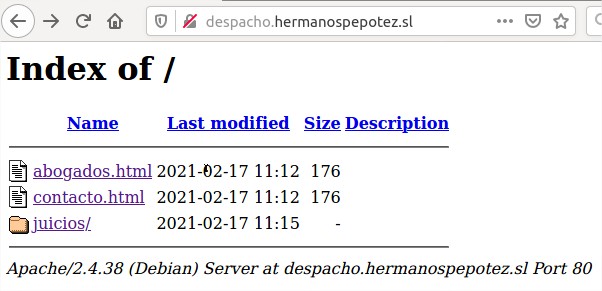 despacho.hermanospepotez.sl
Index of /
Name Last modified Size Description
abogados.html 2021-02-17 11:12 176
contacto.html 2021-02-17 11:12 176
juicios/ 2021-02-17 11:15 -
Apache/2.4.38 (Debian) Server at despacho.hermanospepotez.sl Port 80